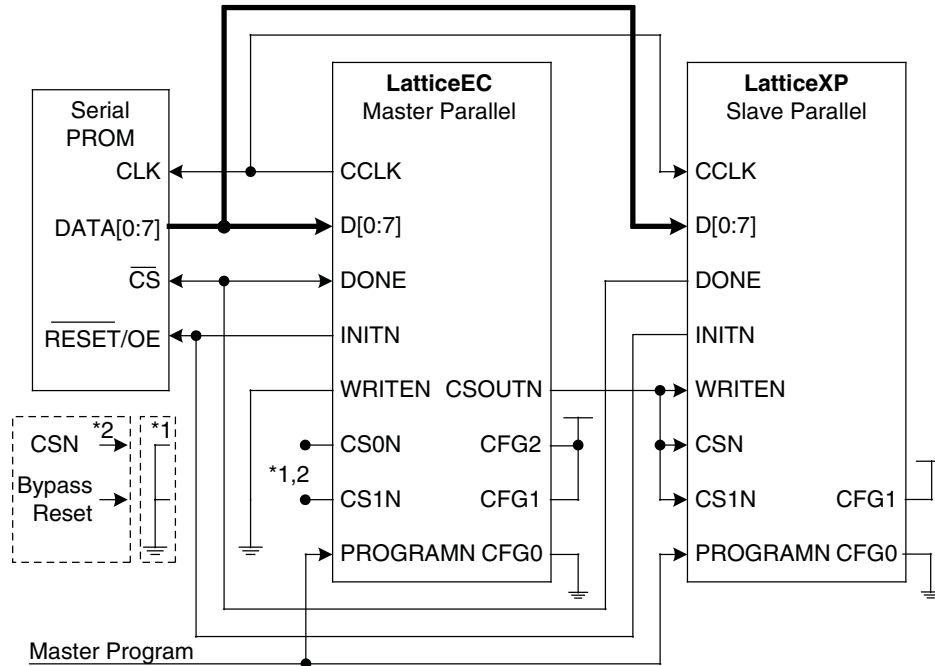 Serial
PROM
CLK
DATA[0:7]
CS
RESET/OE
CSN
*2
*1
Bypass
Reset
LatticeEC
Master Parallel
CCLK
D[0:7]
DONE
INITN
WRITEN CSOUTN
CS0N CFG2
*1,2
CS1N CFG1
PROGRAMN CFG0
LatticeXP
Slave Parallel
CCLK
D[0:7]
DONE
INITN
WRITEN
CSN
CS1N CFG1
PROGRAMN CFG0
Master Program